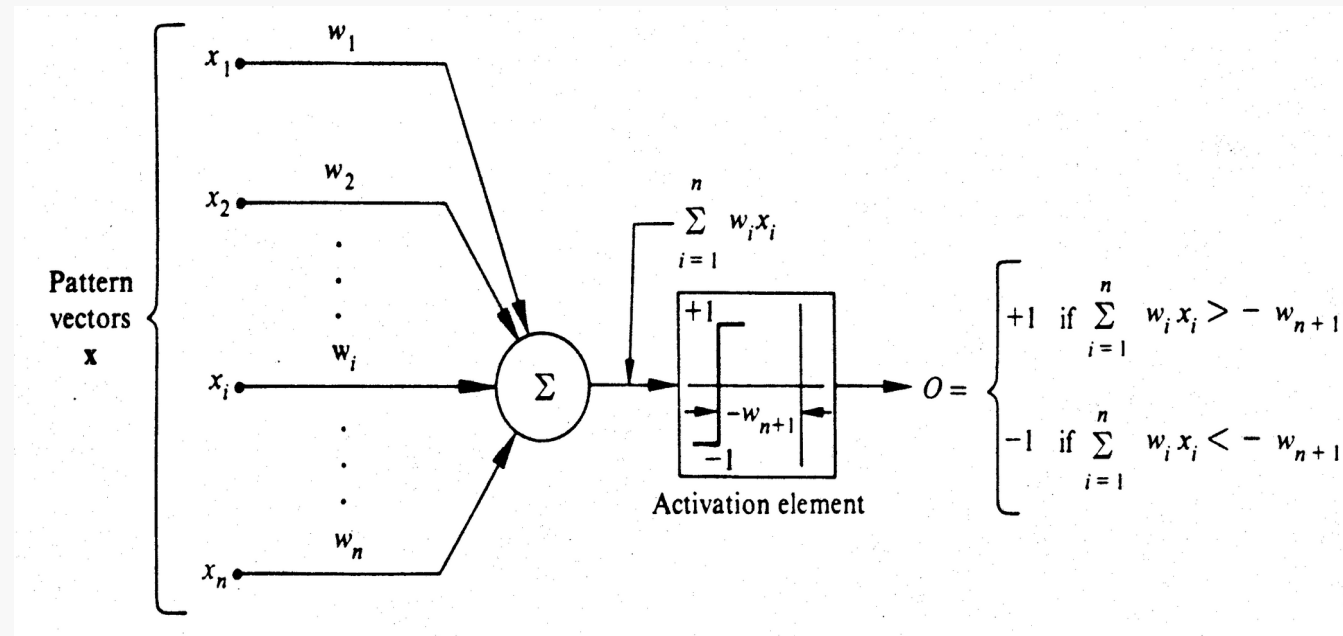 w₁
x₁
w₂
x₂
n
Σ wᵢxᵢ
i = 1
Pattern
vectors
x
wᵢ
xᵢ
Σ
+1
-wₙ₊₁
-1
Activation element
O =
n
+1 if Σ wᵢxᵢ > - wₙ₊₁
i = 1
n
-1 if Σ wᵢxᵢ < - wₙ₊₁
i = 1
wₙ
xₙ